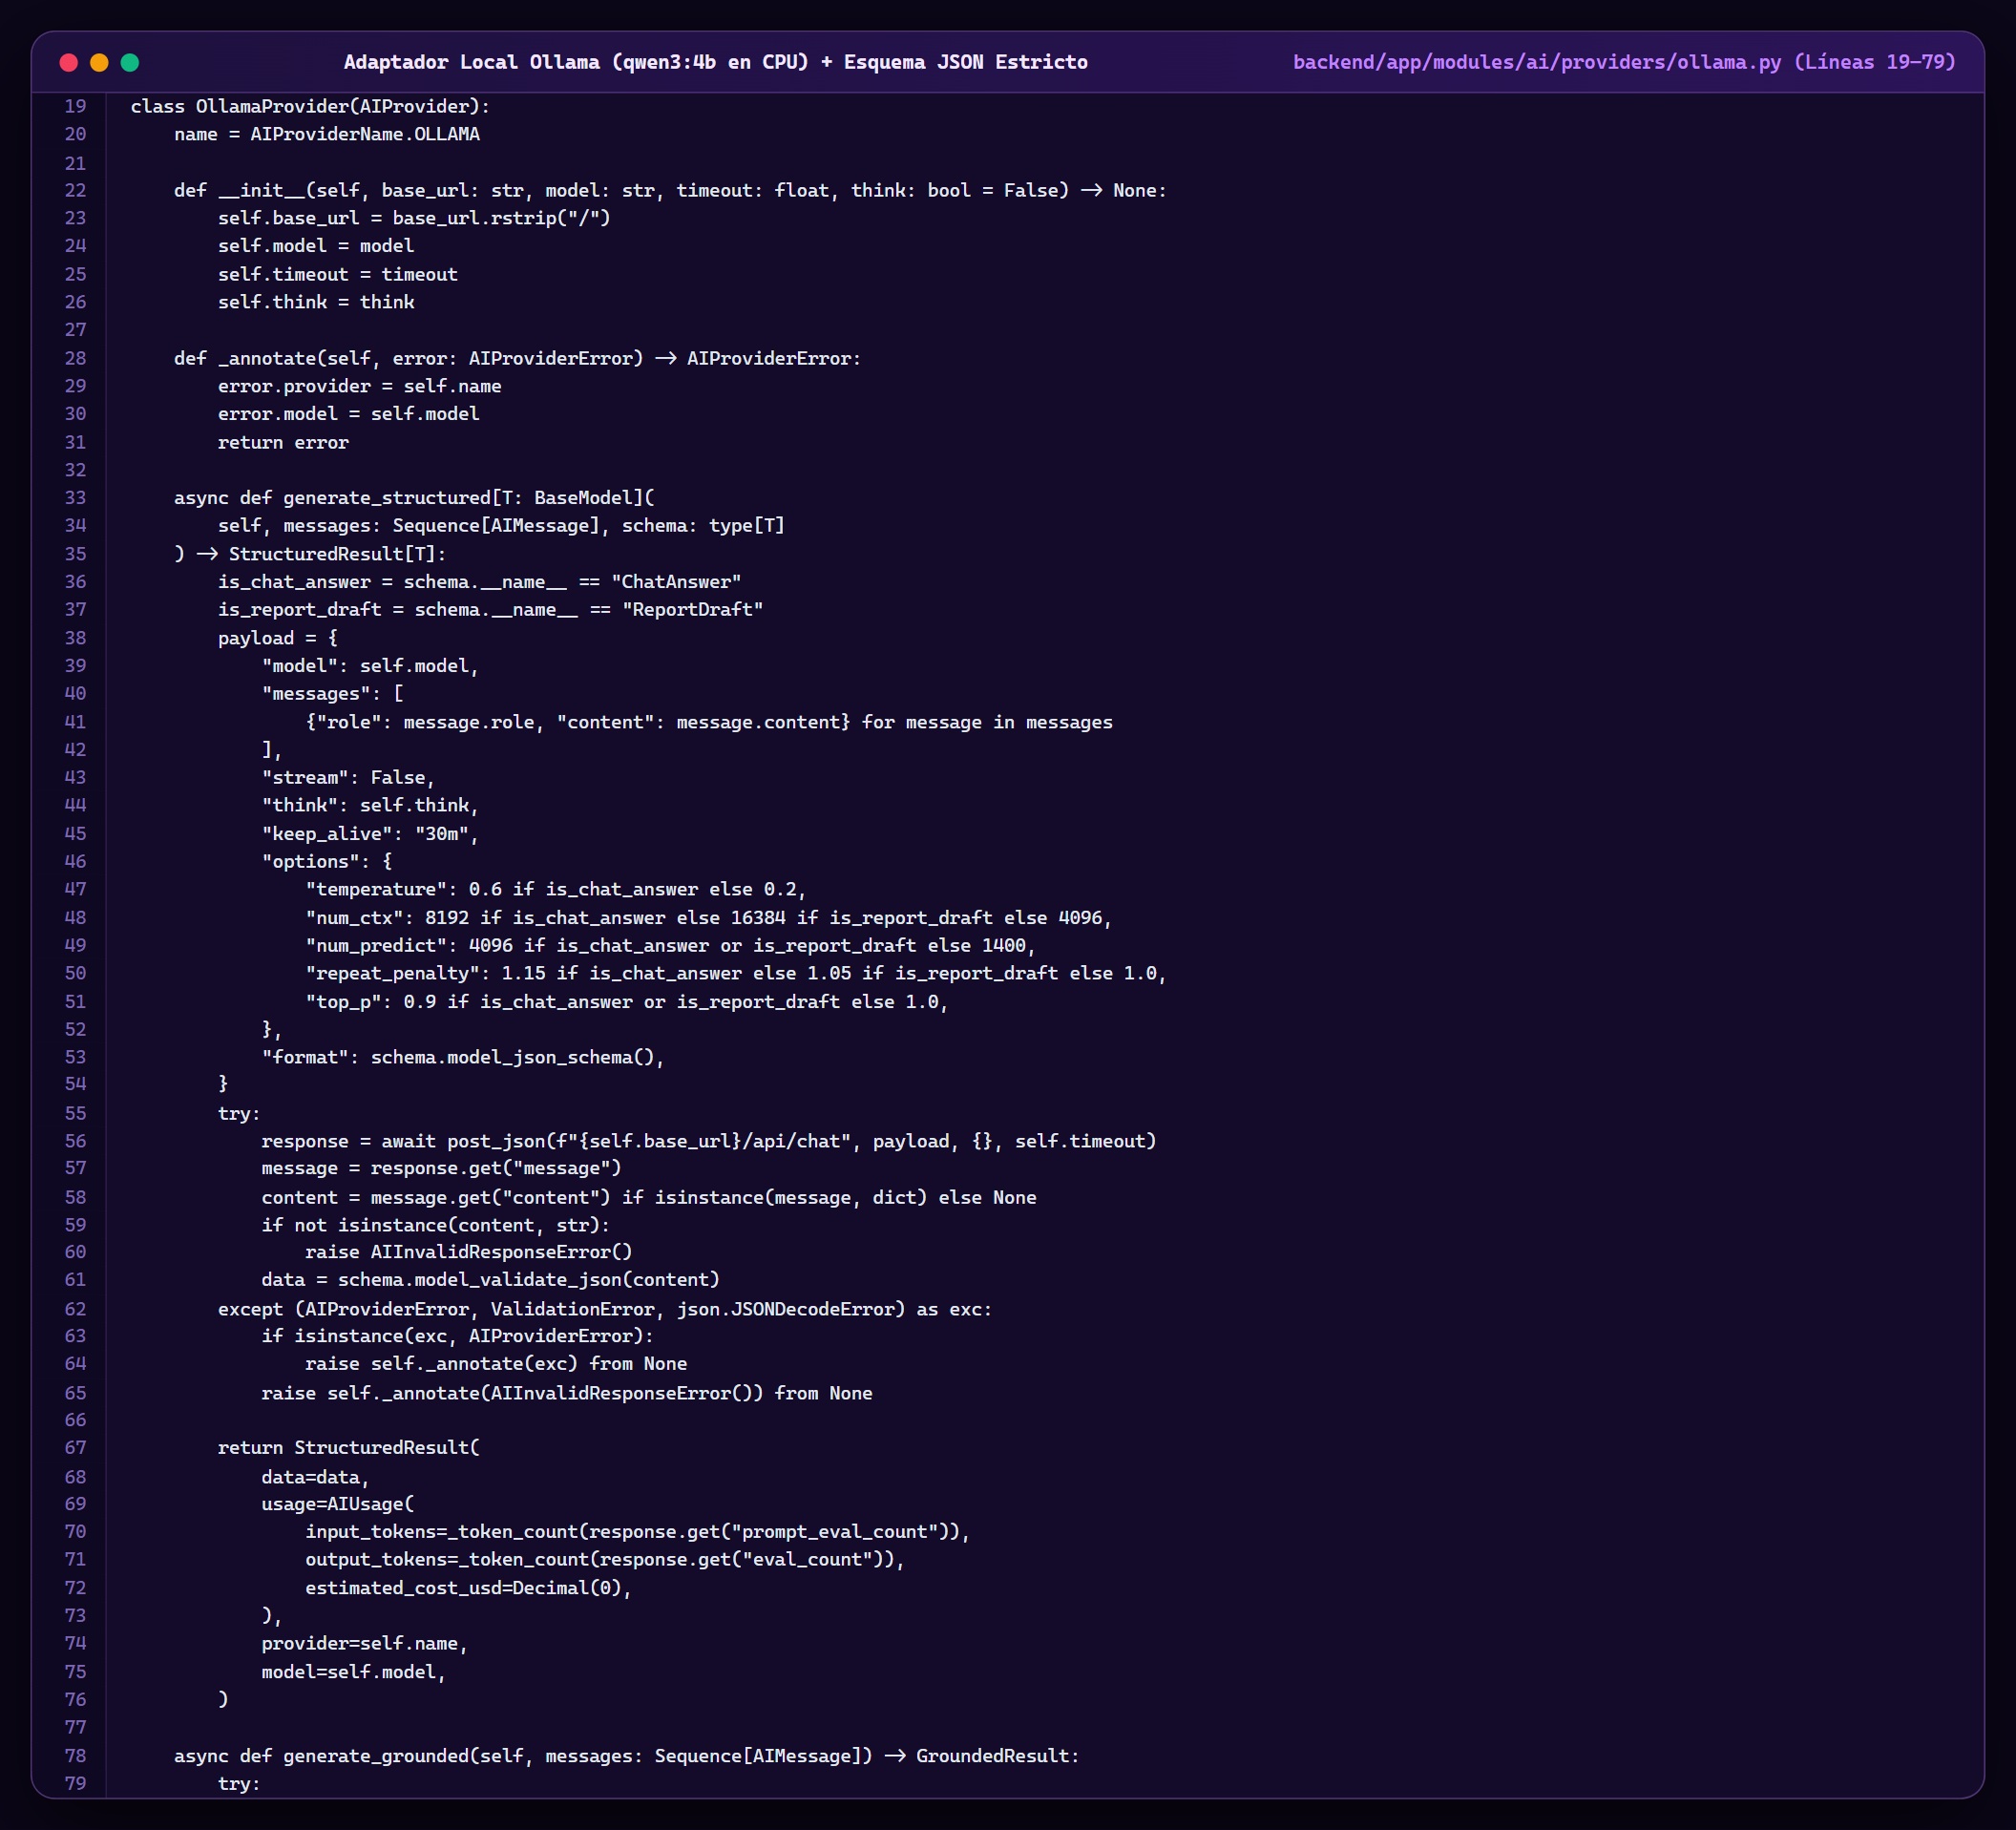 Adaptador Local Ollama (qwen3:4b en CPU) + Esquema JSON Estricto
backend/app/modules/ai/providers/ollama.py (Líneas 19–79)
19 class OllamaProvider(AIProvider):
20     name = AIProviderName.OLLAMA
21
22     def __init__(self, base_url: str, model: str, timeout: float, think: bool = False) -> None:
23         self.base_url = base_url.rstrip("/")
24         self.model = model
25         self.timeout = timeout
26         self.think = think
27
28     def _annotate(self, error: AIProviderError) -> AIProviderError:
29         error.provider = self.name
30         error.model = self.model
31         return error
32
33     async def generate_structured[T: BaseModel](
34         self, messages: Sequence[AIMessage], schema: type[T]
35     ) -> StructuredResult[T]:
36         is_chat_answer = schema.__name__ == "ChatAnswer"
37         is_report_draft = schema.__name__ == "ReportDraft"
38         payload = {
39             "model": self.model,
40             "messages": [
41                 {"role": message.role, "content": message.content} for message in messages
42             ],
43             "stream": False,
44             "think": self.think,
45             "keep_alive": "30m",
46             "options": {
47                 "temperature": 0.6 if is_chat_answer else 0.2,
48                 "num_ctx": 8192 if is_chat_answer else 16384 if is_report_draft else 4096,
49                 "num_predict": 4096 if is_chat_answer or is_report_draft else 1400,
50                 "repeat_penalty": 1.15 if is_chat_answer else 1.05 if is_report_draft else 1.0,
51                 "top_p": 0.9 if is_chat_answer or is_report_draft else 1.0,
52             },
53             "format": schema.model_json_schema(),
54         }
55         try:
56             response = await post_json(f"{self.base_url}/api/chat", payload, {}, self.timeout)
57             message = response.get("message")
58             content = message.get("content") if isinstance(message, dict) else None
59             if not isinstance(content, str):
60                 raise AIInvalidResponseError()
61             data = schema.model_validate_json(content)
62         except (AIProviderError, ValidationError, json.JSONDecodeError) as exc:
63             if isinstance(exc, AIProviderError):
64                 raise self._annotate(exc) from None
65             raise self._annotate(AIInvalidResponseError()) from None
66
67         return StructuredResult(
68             data=data,
69             usage=AIUsage(
70                 input_tokens=_token_count(response.get("prompt_eval_count")),
71                 output_tokens=_token_count(response.get("eval_count")),
72                 estimated_cost_usd=Decimal(0),
73             ),
74             provider=self.name,
75             model=self.model,
76         )
77
78     async def generate_grounded(self, messages: Sequence[AIMessage]) -> GroundedResult:
79         try: